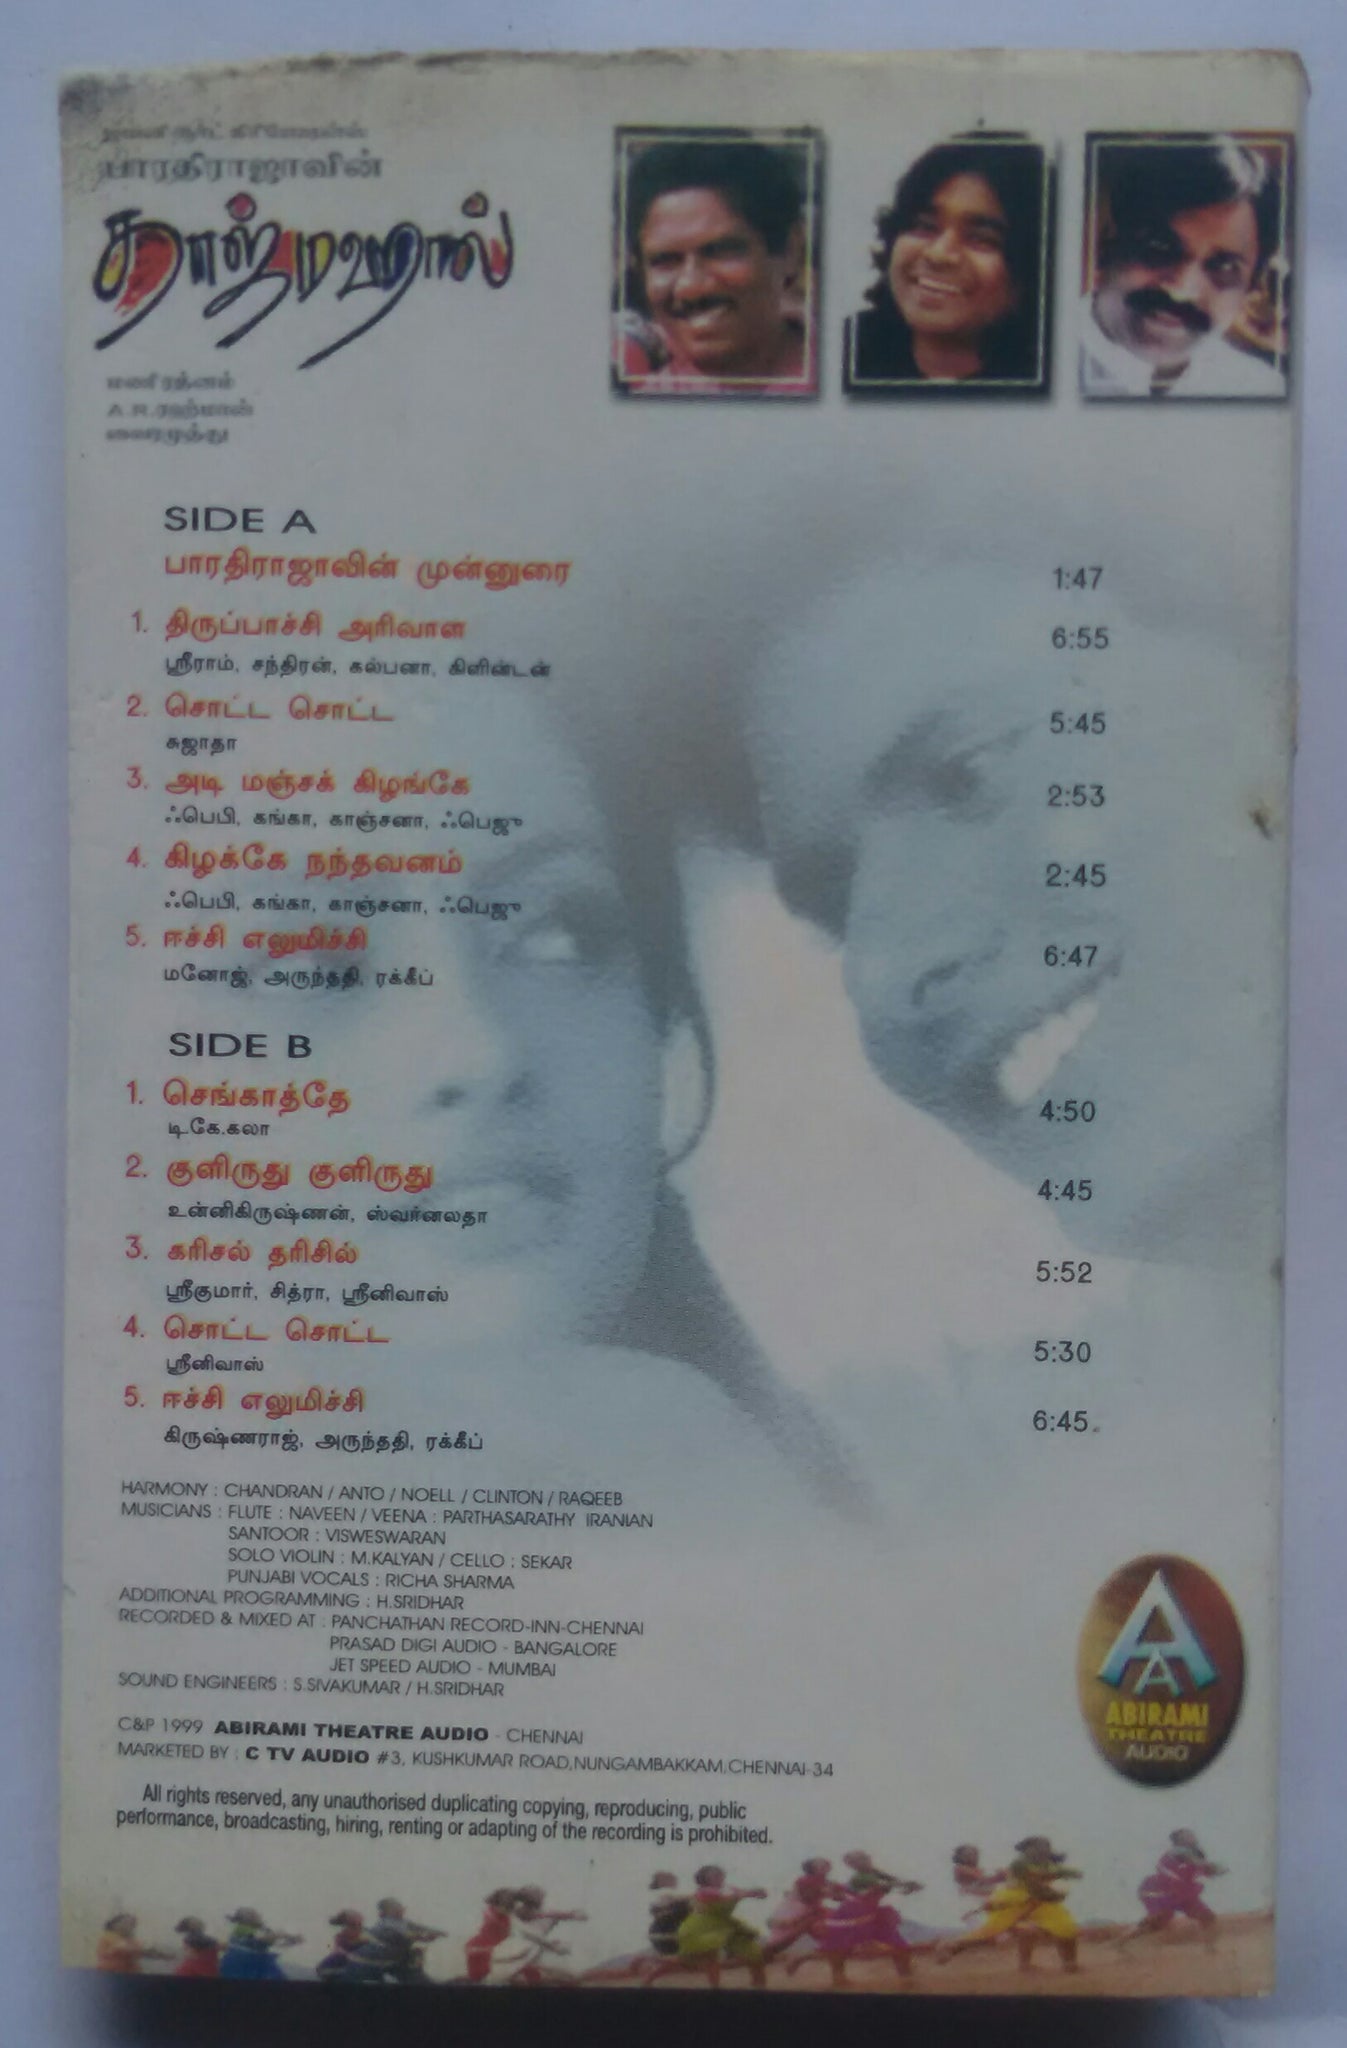 பாரதிராஜாவின்
தாஜ்மஹால்
மணிரத்னம்
A.R.ரஹ்மான்
வைரமுத்து
SIDE A
பாரதிராஜாவின் முன்னுரை 1:47
1. திருப்பாச்சி அரிவாள 6:55
ஸ்ரீராம், சந்திரன், கல்பனா, கிளின்டன்
2. சொட்ட சொட்ட 5:45
சுஜாதா
3. அடி மஞ்சக் கிழங்கே 2:53
ஃபெபி, கங்கா, காஞ்சனா, ஃபெஜு
4. கிழக்கே நந்தவனம் 2:45
ஃபெபி, கங்கா, காஞ்சனா, ஃபெஜு
5. ஈச்சி எலுமிச்சி 6:47
மனோஜ், அருந்ததி, ரக்கீப்
SIDE B
1. செங்காத்தே 4:50
டி.கே.கலா
2. குளிருது குளிருது 4:45
உன்னிகிருஷ்ணன், ஸ்வர்னலதா
3. கரிசல் தரிசில் 5:52
ஸ்ரீகுமார், சித்ரா, ஸ்ரீனிவாஸ்
4. சொட்ட சொட்ட 5:30
ஸ்ரீனிவாஸ்
5. ஈச்சி எலுமிச்சி 6:45
கிருஷ்ணராஜ், அருந்ததி, ரக்கீப்
HARMONY : CHANDRAN / ANTO / NOELL / CLINTON / RAQEEB
MUSICIANS : FLUTE : NAVEEN / VEENA : PARTHASARATHY IRANIAN
SANTOOR : VISWESWARAN
SOLO VIOLIN : M.KALYAN / CELLO : SEKAR
PUNJABI VOCALS : RICHA SHARMA
ADDITIONAL PROGRAMMING : H.SRIDHAR
RECORDED & MIXED AT : PANCHATHAN RECORD-INN-CHENNAI
PRASAD DIGI AUDIO - BANGALORE
JET SPEED AUDIO - MUMBAI
SOUND ENGINEERS : S.SIVAKUMAR / H.SRIDHAR
C&P 1999 ABIRAMI THEATRE AUDIO - CHENNAI
MARKETED BY : C TV AUDIO #3, KUSHKUMAR ROAD,NUNGAMBAKKAM,CHENNAI-34
All rights reserved, any unauthorised duplicating copying, reproducing, public
performance, broadcasting, hiring, renting or adapting of the recording is prohibited.
AA
ABIRAMI
THEATRE
AUDIO